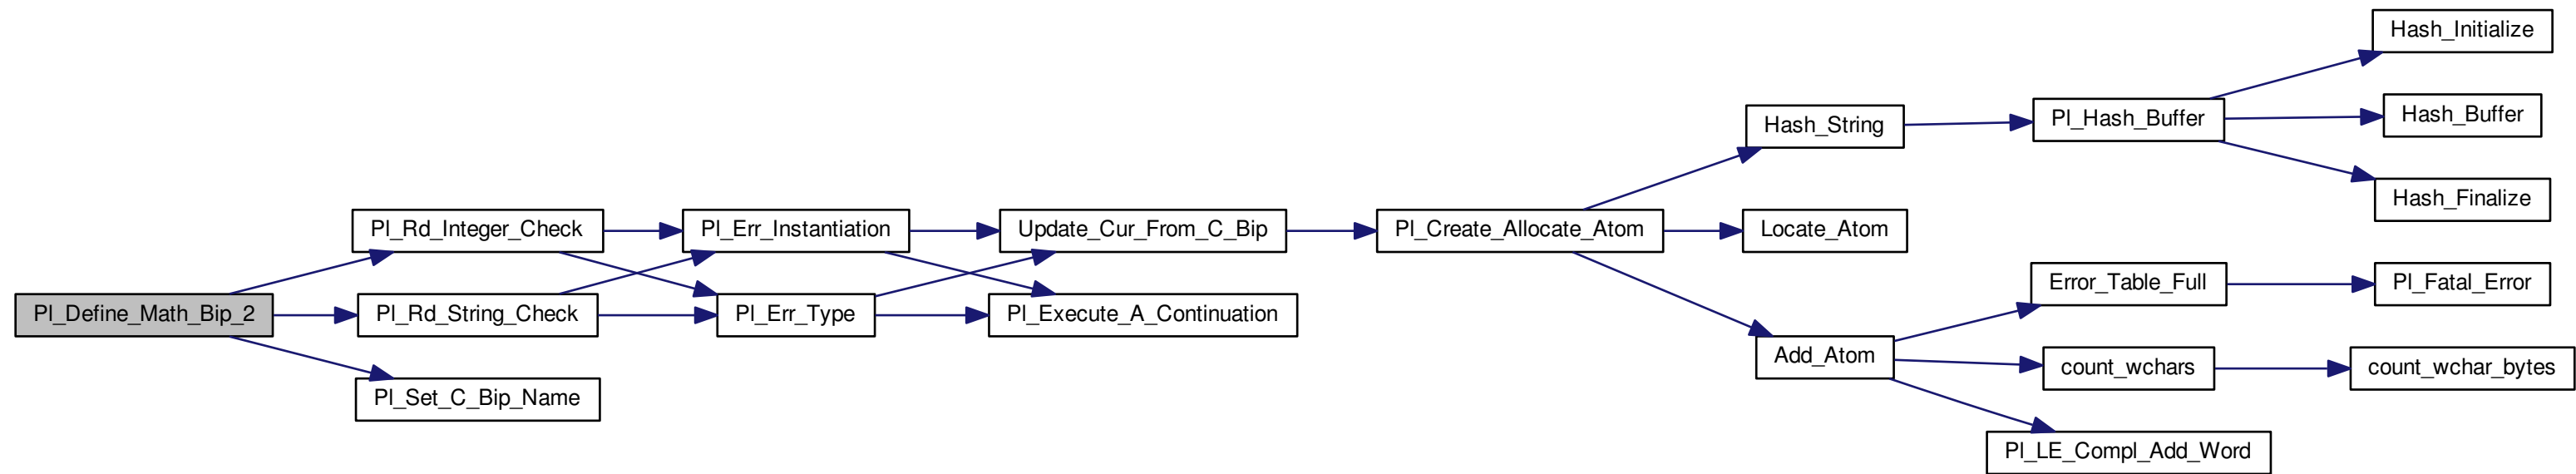 Pl_Define_Math_Bip_2
Pl_Rd_Integer_Check
Pl_Rd_String_Check
Pl_Set_C_Bip_Name
Pl_Err_Instantiation
Pl_Err_Type
Update_Cur_From_C_Bip
Pl_Execute_A_Continuation
Pl_Create_Allocate_Atom
Hash_String
Locate_Atom
Add_Atom
Pl_Hash_Buffer
Error_Table_Full
count_wchars
Pl_LE_Compl_Add_Word
Hash_Initialize
Hash_Buffer
Hash_Finalize
Pl_Fatal_Error
count_wchar_bytes